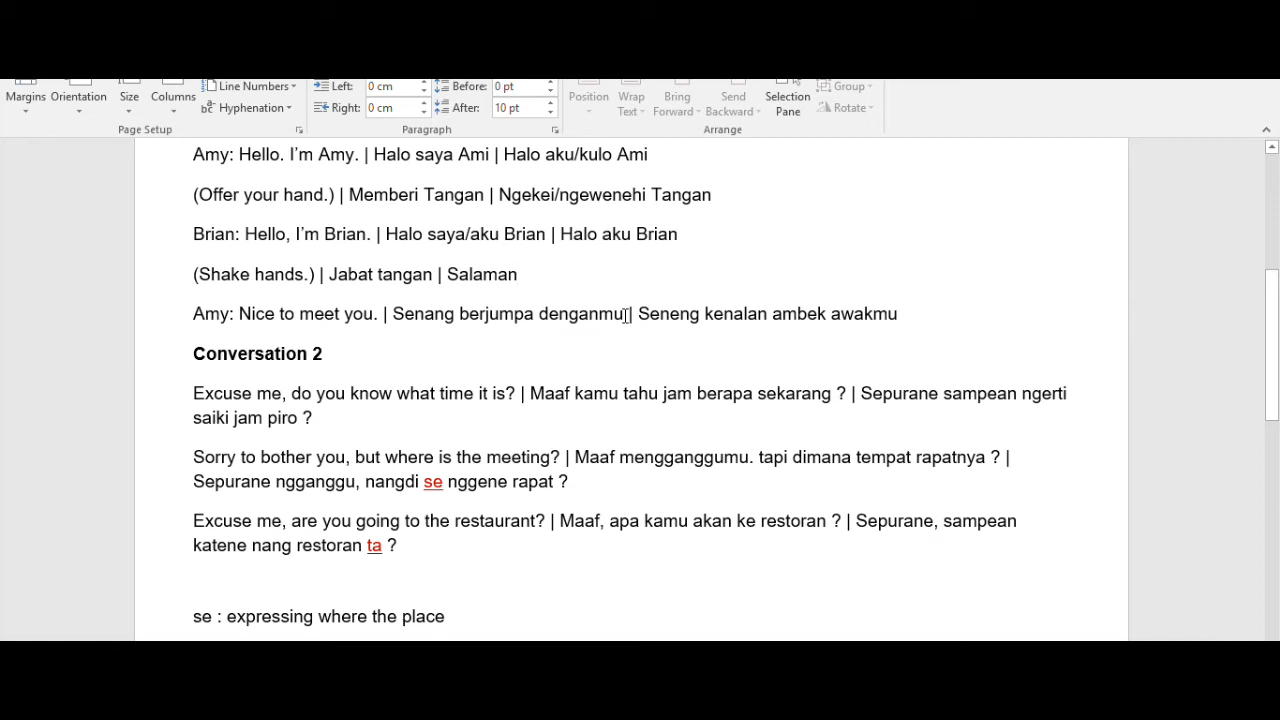 Line Numbers
Left: 0 cm
Before: 0 pt
Group
Margins Orientation Size Columns
Hyphenation
Right: 0 cm
After: 10 pt
Position Wrap Text Bring Forward Send Backward Selection Pane
Rotate
Page Setup
Paragraph
Arrange
Amy: Hello. I’m Amy. | Halo saya Ami | Halo aku/kulo Ami
(Offer your hand.) | Memberi Tangan | Ngekei/ngewenehi Tangan
Brian: Hello, I’m Brian. | Halo saya/aku Brian | Halo aku Brian
(Shake hands.) | Jabat tangan | Salaman
Amy: Nice to meet you. | Senang berjumpa denganmu | Seneng kenalan ambek awakmu
Conversation 2
Excuse me, do you know what time it is? | Maaf kamu tahu jam berapa sekarang ? | Sepurane sampean ngerti
saiki jam piro ?
Sorry to bother you, but where is the meeting? | Maaf mengganggumu. tapi dimana tempat rapatnya ? |
Sepurane ngganggu, nangdi se nggene rapat ?
Excuse me, are you going to the restaurant? | Maaf, apa kamu akan ke restoran ? | Sepurane, sampean
katene nang restoran ta ?
se : expressing where the place